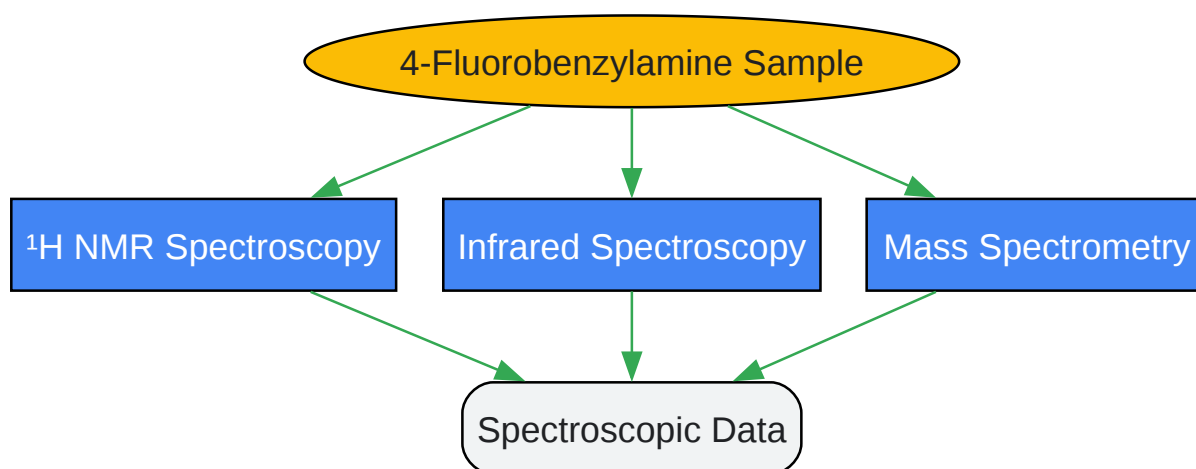 4-Fluorobenzylamine Sample
¹H NMR Spectroscopy
Infrared Spectroscopy
Mass Spectrometry
Spectroscopic Data